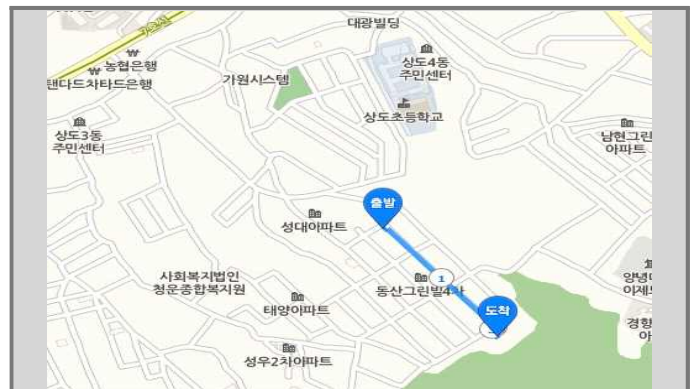 대광빌딩
농협은행
탠다드차타드은행
가원시스템
상도4동
주민센터
상도초등학교
상도3동
주민센터
남현그린
아파트
출발
성대아파트
1
사회복지법인
청운종합복지원
동산그린빌4차
태양아파트
도착
경향
아
성우2차아파트